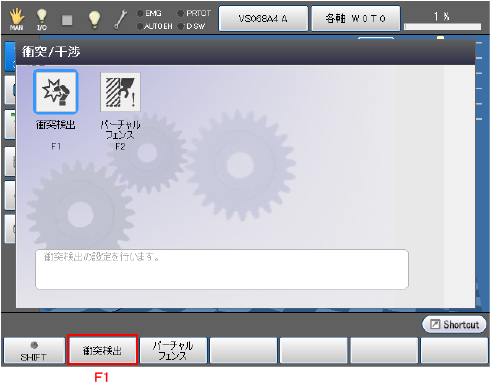 MAN
I/O
EMG
PRTCT
AUTO EN
D SW
VS068A4 A
各軸 W 0 T 0
1 %
衝突/干渉
衝突検出
F1
バーチャル
フェンス
F2
衝突検出の設定を行います。
Shortcut
SHIFT
衝突検出
バーチャル
フェンス
F1